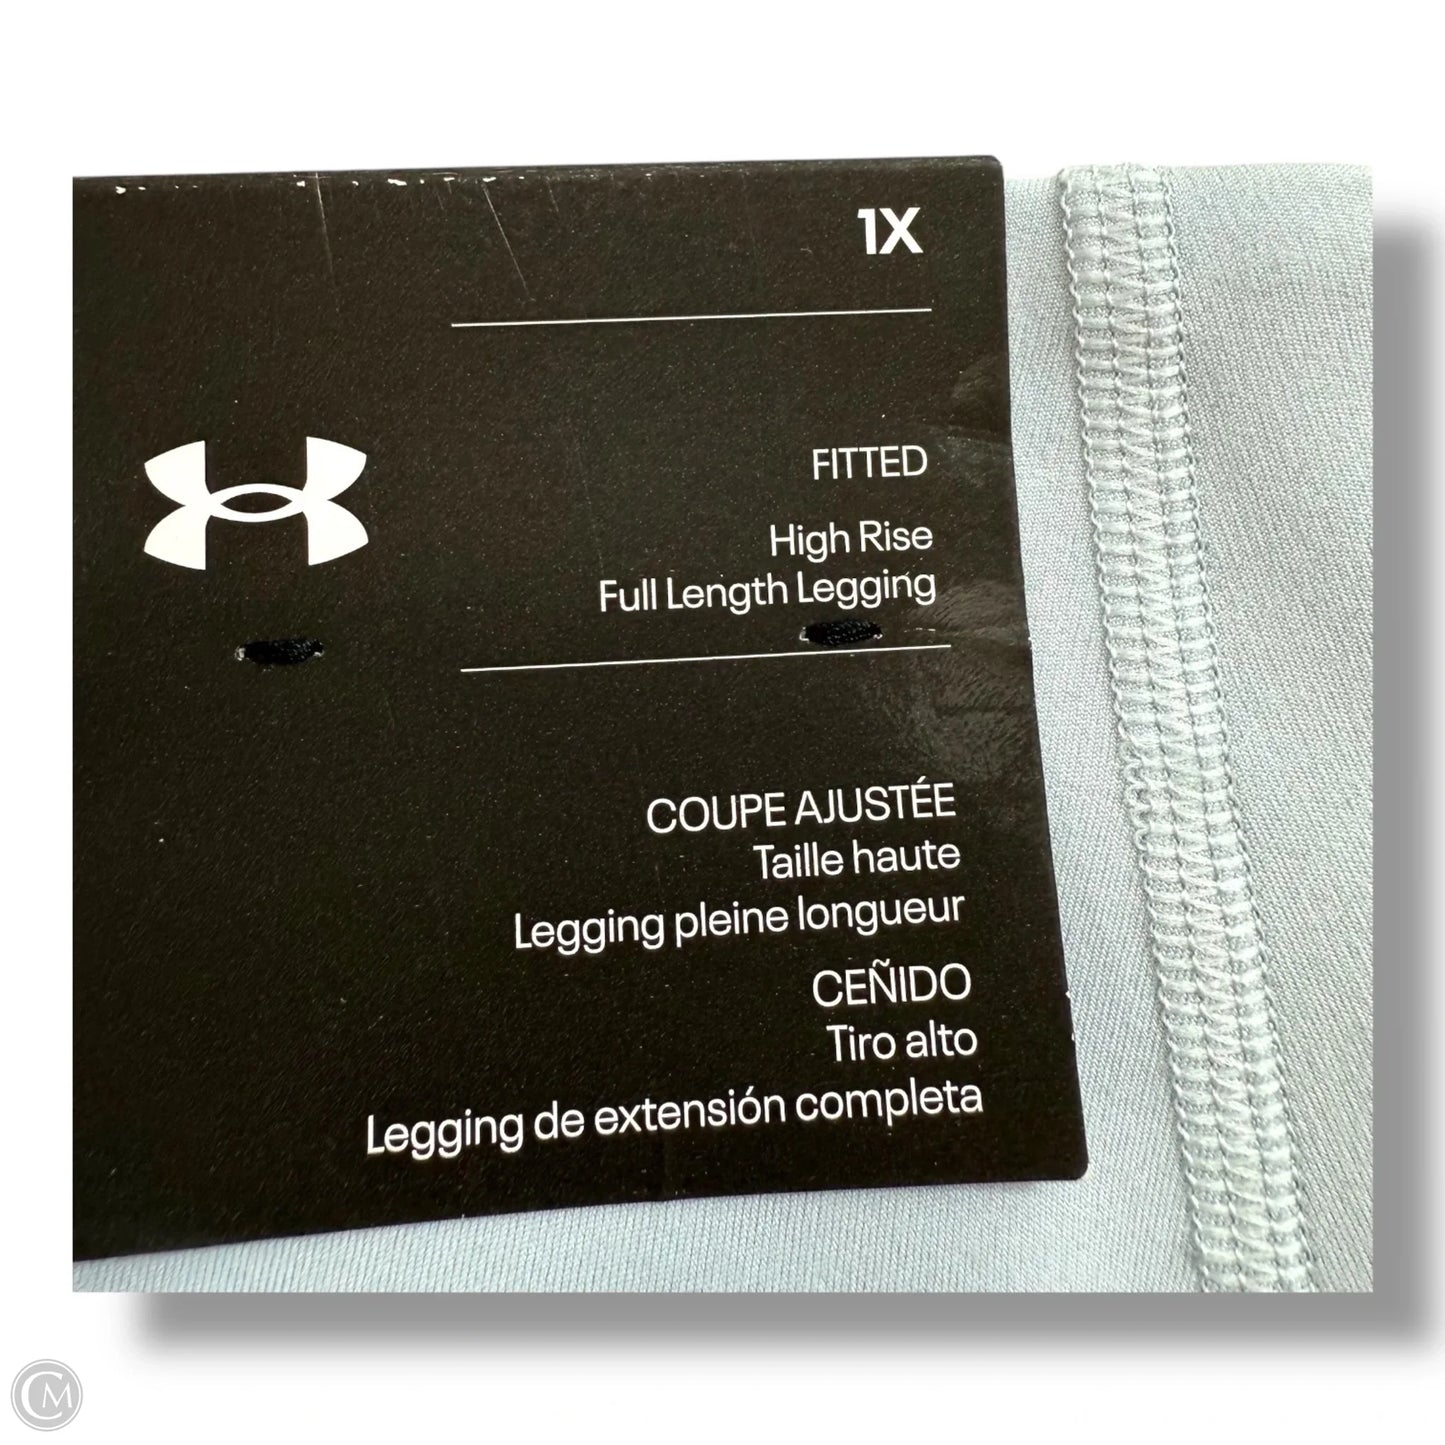 1X
FITTED
High Rise
Full Length Legging
COUPE AJUSTÉE
Taille haute
Legging pleine longueur
CEÑIDO
Tiro alto
Legging de extensión completa
CM